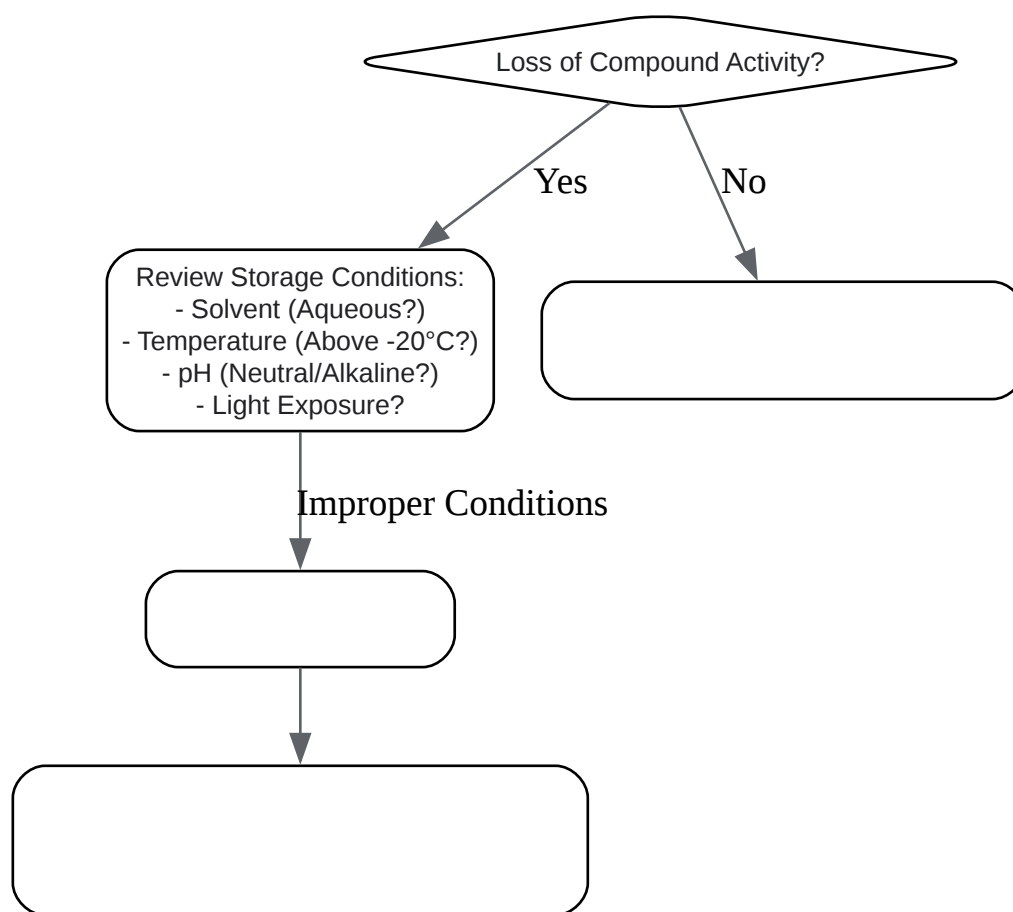 Loss of Compound Activity?
Yes
No
Review Storage Conditions:
- Solvent (Aqueous?)
- Temperature (Above -20°C?)
- pH (Neutral/Alkaline?)
- Light Exposure?
Improper Conditions